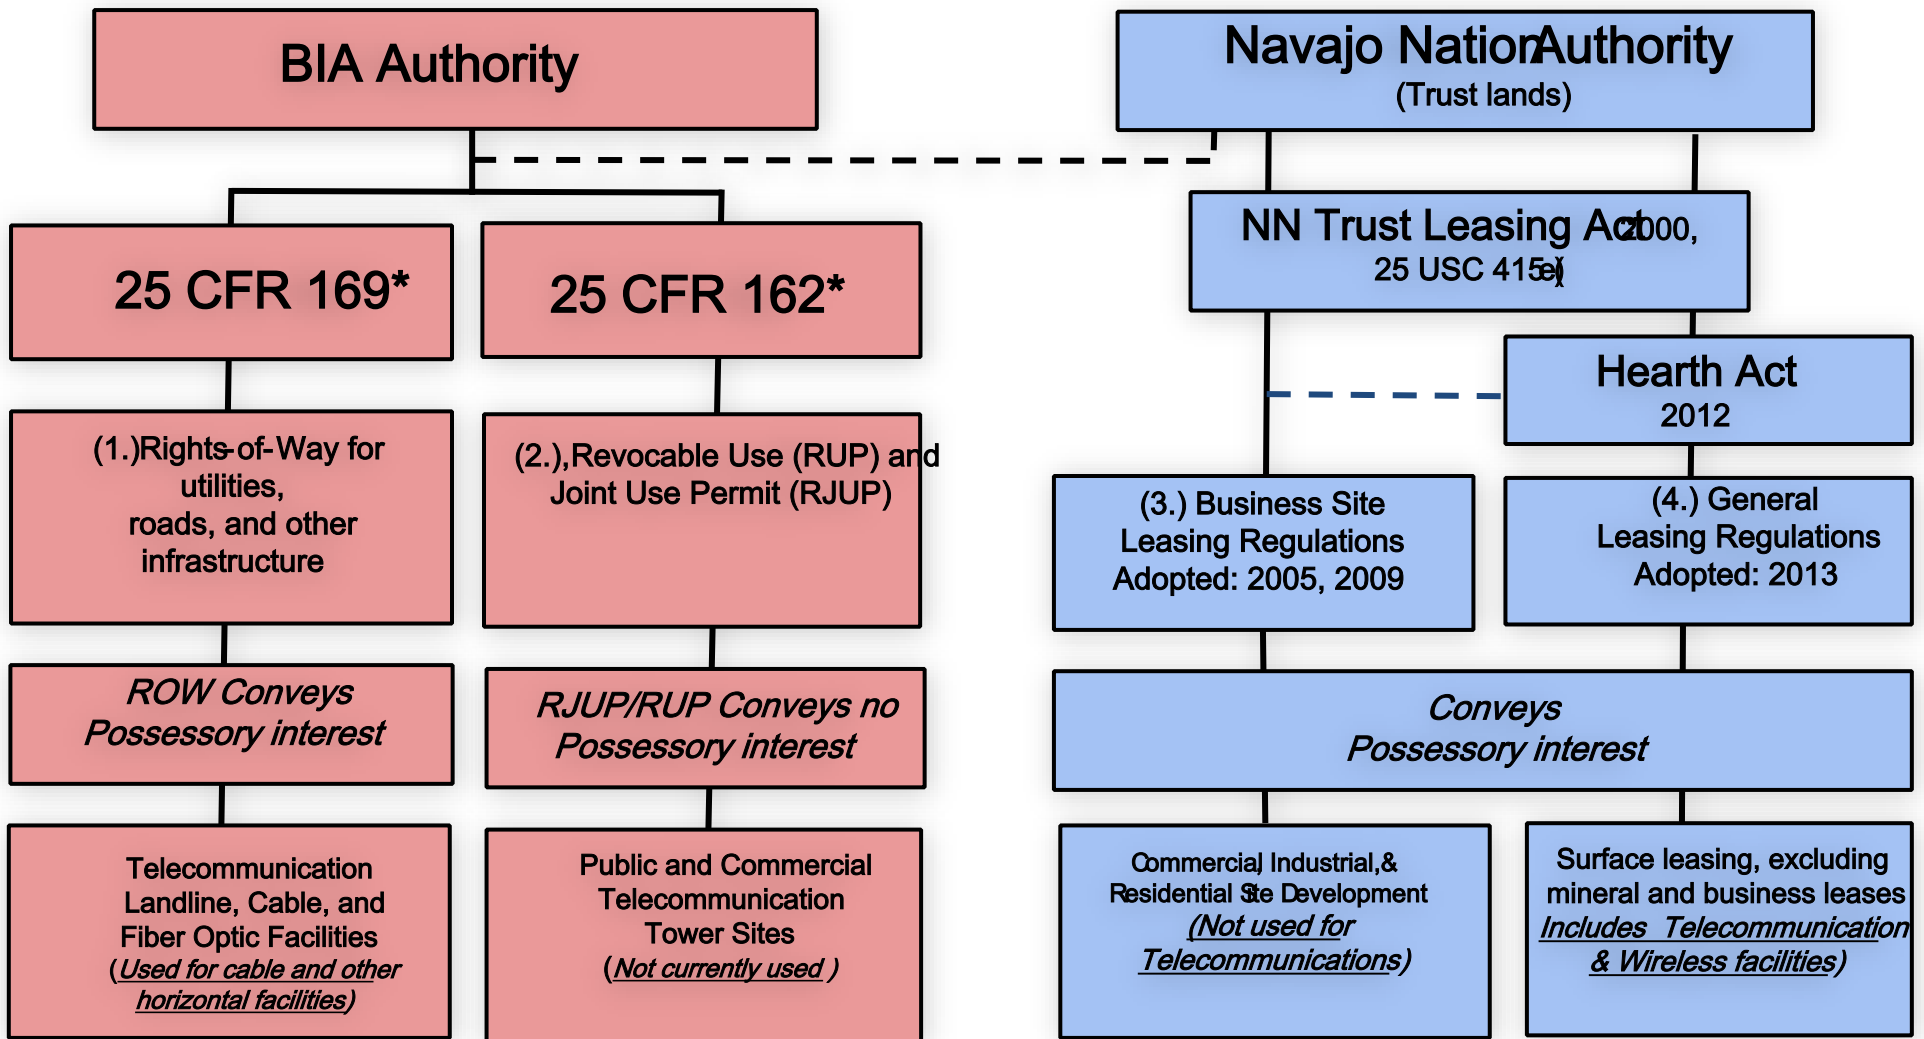 BIA Authority
Navajo Nation Authority
(Trust lands)
25 CFR 169*
25 CFR 162*
NN Trust Leasing Act 2000,
25 USC 415(e)
Hearth Act
2012
(1.)Rights-of-Way for
utilities,
roads, and other
infrastructure
(2.),Revocable Use (RUP) and
Joint Use Permit (RJUP)
(3.) Business Site
Leasing Regulations
Adopted: 2005, 2009
(4.) General
Leasing Regulations
Adopted: 2013
ROW Conveys
Possessory interest
RJUP/RUP Conveys no
Possessory interest
Conveys
Possessory interest
Telecommunication
Landline, Cable, and
Fiber Optic Facilities
(Used for cable and other
horizontal facilities)
Public and Commercial
Telecommunication
Tower Sites
(Not currently used )
Commercial, Industrial,&
Residential Site Development
(Not used for
Telecommunications)
Surface leasing, excluding
mineral and business leases
Includes Telecommunication
& Wireless facilities)